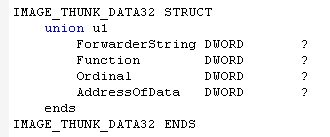 IMAGE_THUNK_DATA32 STRUCT
union u1
ForwarderString DWORD ?
Function DWORD ?
Ordinal DWORD ?
AddressOfData DWORD ?
ends
IMAGE_THUNK_DATA32 ENDS